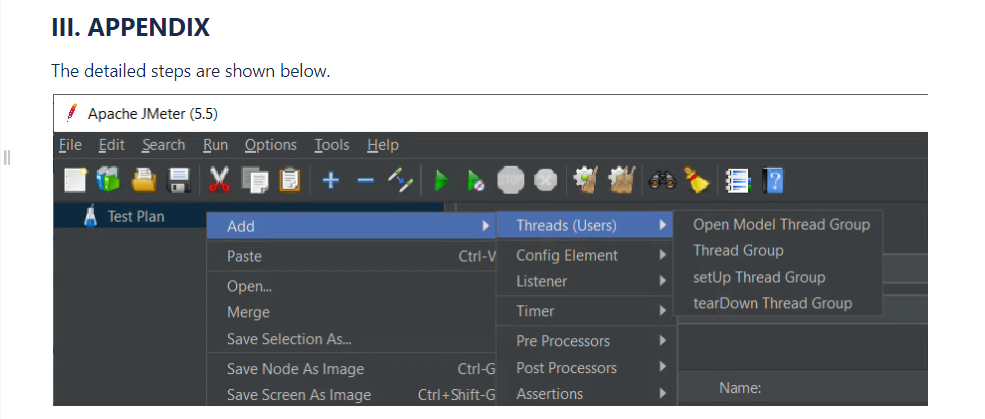 III. APPENDIX
The detailed steps are shown below.
Apache JMeter (5.5)
File Edit Search Run Options Tools Help
Test Plan
Add
Paste Ctrl-V
Open...
Merge
Save Selection As...
Save Node As Image Ctrl-G
Save Screen As Image Ctrl+Shift-G
Threads (Users)
Config Element
Listener
Timer
Pre Processors
Post Processors
Assertions
Open Model Thread Group
Thread Group
setUp Thread Group
tearDown Thread Group
Name: